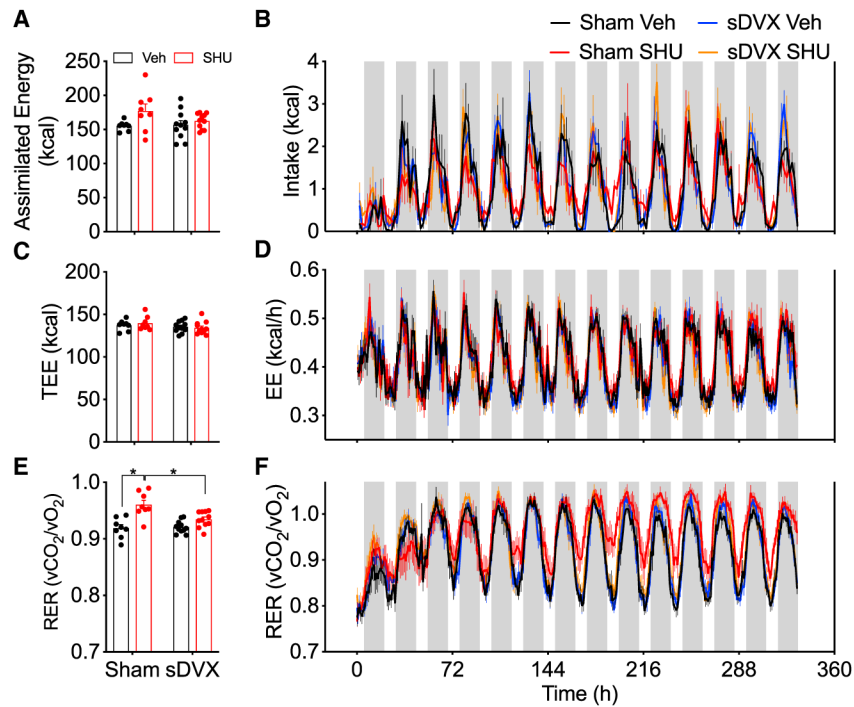 A
Veh SHU
Assimilated Energy
(kcal)
250
200
150
100
50
0
B
Sham Veh sDVX Veh
Sham SHU sDVX SHU
Intake (kcal)
4
3
2
1
0
C
TEE
(kcal)
200
150
100
50
0
D
EE (kcal/h)
0.6
0.5
0.4
0.3
E
RER (vCO2/vO2)
1.0
0.9
0.8
0.7
* *
Sham sDVX
F
RER (vCO2/vO2)
1.0
0.9
0.8
0.7
0 72 144 216 288 360
Time (h)